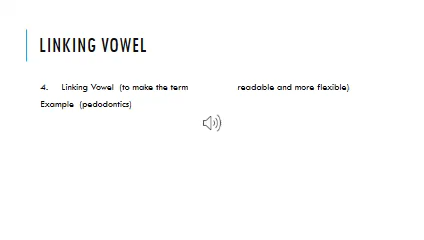 LINKING VOWEL
4. Linking Vowel (to make the term readable and more flexible)
Example (pedodontics)